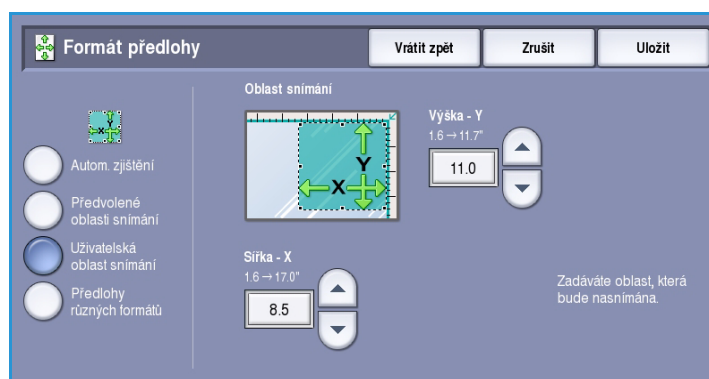 Formát předlohy
Vrátit zpět
Zrušit
Uložit
Autom. zjištění
Předvolené
oblasti snímání
Uživatelská
oblast snímání
Předlohy
různých formátů
Oblast snímání
Y
X
Výška - Y
1.6→11.7"
11.0
Šířka - X
1.6→17.0"
8.5
Zadáváte oblast, která
bude nasnímána.